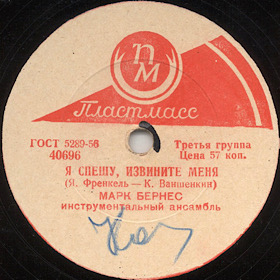 ПМ
Пластмасс
ГОСТ 5289-56 Третья группа
40696 Цена 57 коп.
Я СПЕШУ, ИЗВИНИТЕ МЕНЯ
(Я. Френкель — К. Ваншенкин)
МАРК БЕРНЕС
инструментальный ансамбль